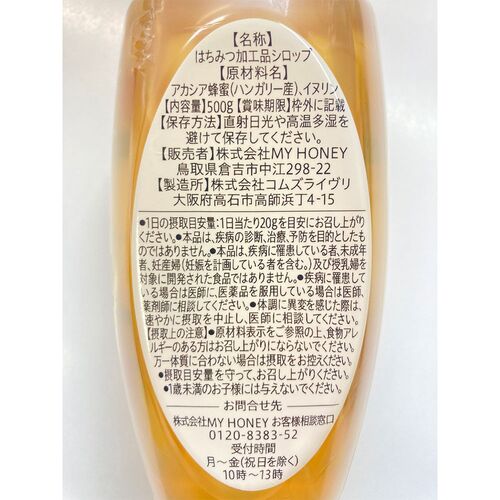 【名称】
はちみつ加工品シロップ
【原材料名】
アカシア蜂蜜(ハンガリー産)、イヌリン
【内容量】500g【賞味期限】枠外に記載
【保存方法】直射日光や高温多湿を
避けて保存してください。
【販売者】株式会社MY HONEY
鳥取県倉吉市中江298-22
【製造所】株式会社コムズライヴリ
大阪府高石市高師浜丁4-15
●1日の摂取目安量:1日当たり20gを目安にお召し上がり
ください。●本品は、疾病の診断、治療、予防を目的としたも
のではありません。●本品は、疾病に罹患している者、未成年
者、妊産婦(妊娠を計画している者を含む。)及び授乳婦を
対象に開発された食品ではありません。●疾病に罹患して
いる場合は医師に、医薬品を服用している場合は医師、
薬剤師に相談してください。●体調に異変を感じた際は、
速やかに摂取を中止し、医師に相談してください。
【摂取上の注意】●原材料表示をご参照の上、食物アレ
ルギーのある方はお召し上がりにならないでください。
万一体質に合わない場合は摂取をお控えください。
●摂取目安量を守って、お召し上がりください。
●1歳未満のお子様には与えないでください。
お問合せ先
株式会社MY HONEY お客様相談窓口
0120-8383-52
受付時間
月〜金(祝日を除く)
10時〜13時